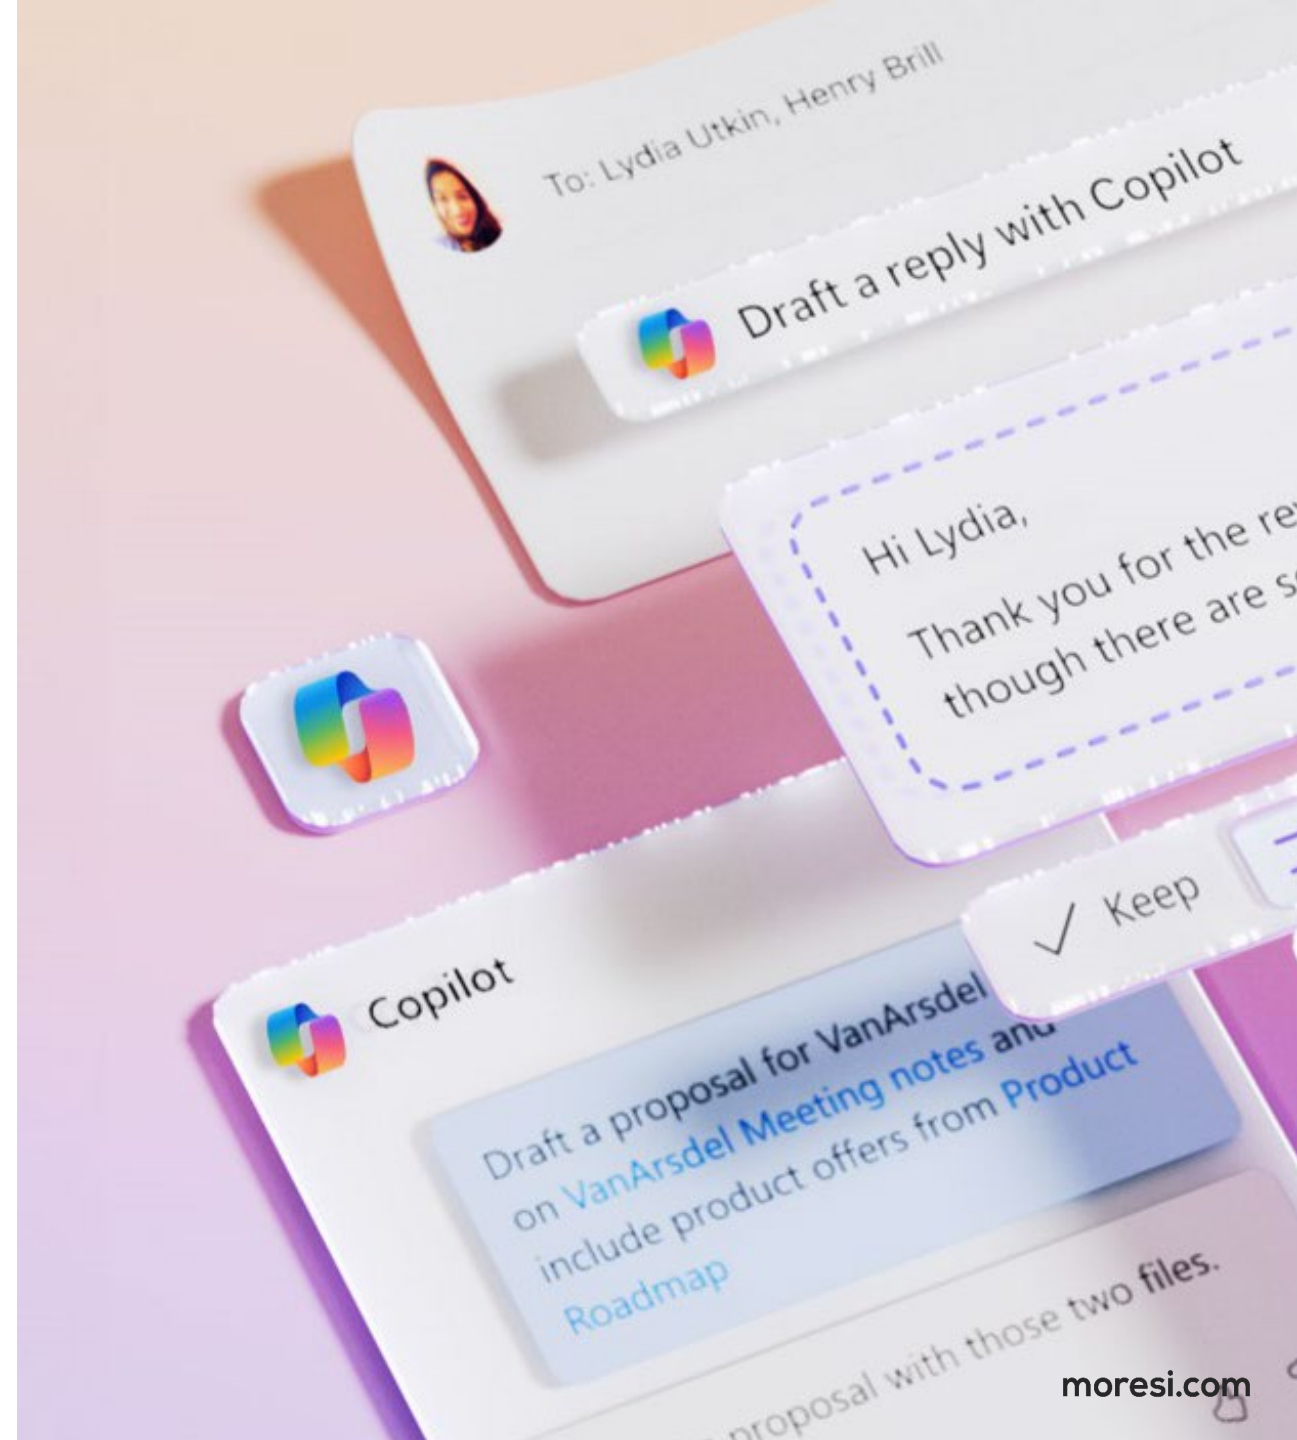 To: Lydia Utkin, Henry Brill
Draft a reply with Copilot
Hi Lydia,
Thank you for the
though there are
Keep
Copilot
Draft a proposal for VanArsdel
on VanArsdel Meeting notes and
include product offers from Product
Roadmap
proposal with those two files.
moresi.com